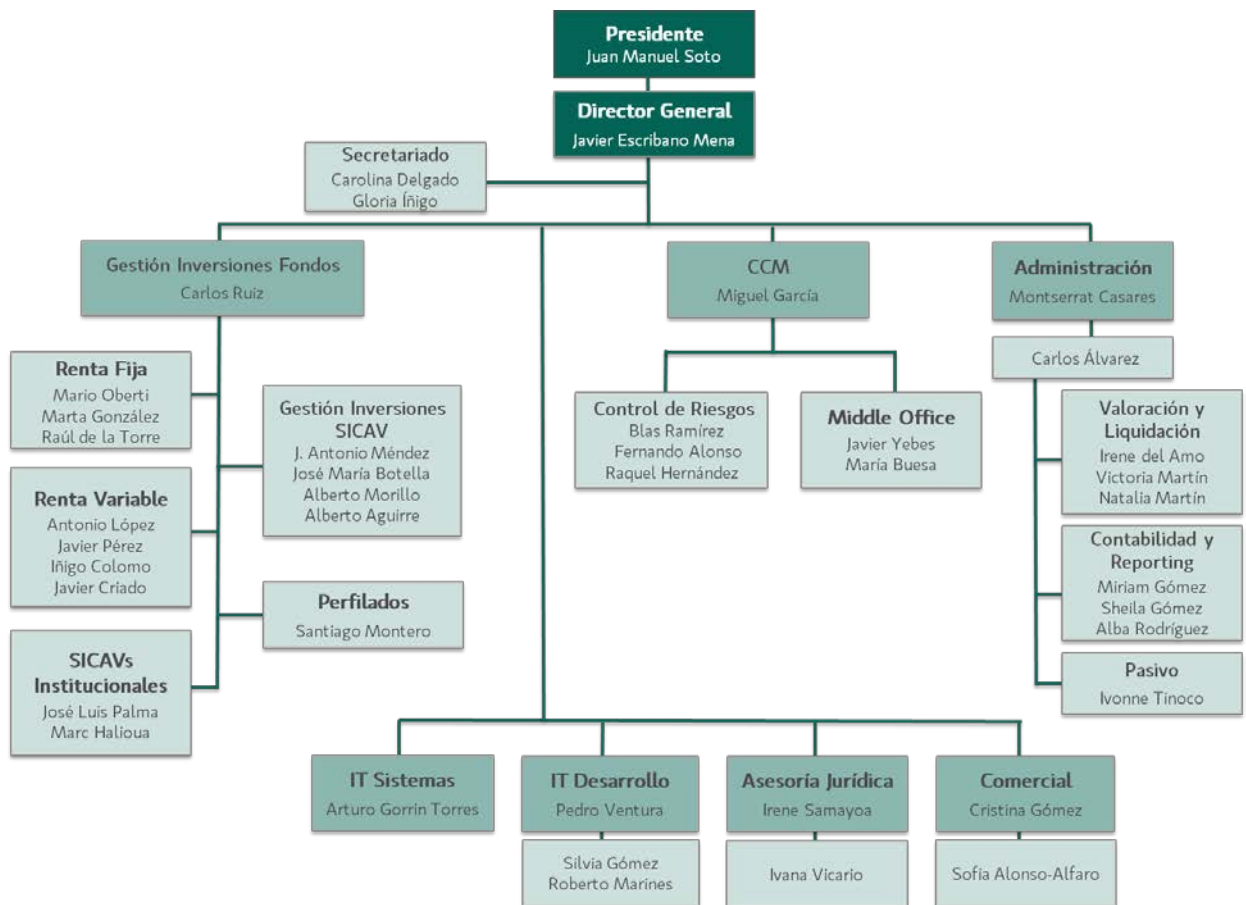 Presidente
Juan Manuel Soto
Director General
Javier Escribano Mena
Secretariado
Carolina Delgado
Gloria Íñigo
Gestión Inversiones Fondos
Carlos Ruiz
CCM
Miguel García
Administración
Montserrat Casares
Carlos Álvarez
Renta Fija
Mario Oberti
Marta González
Raúl de la Torre
Gestión Inversiones
SICAV
J. Antonio Méndez
José María Botella
Alberto Morillo
Alberto Aguirre
Control de Riesgos
Blas Ramírez
Fernando Alonso
Raquel Hernández
Middle Office
Javier Yebes
María Buesa
Valoración y
Liquidación
Irene del Amo
Victoria Martín
Natalia Martín
Renta Variable
Antonio López
Javier Pérez
Iñigo Colomo
Javier Criado
Contabilidad y
Reporting
Miriam Gómez
Sheila Gómez
Alba Rodríguez
Perfilados
Santiago Montero
SICAVs
Institucionales
José Luis Palma
Marc Halioua
Pasivo
Ivonne Tinoco
IT Sistemas
Arturo Gorrin Torres
IT Desarrollo
Pedro Ventura
Asesoría Jurídica
Irene Samayoa
Comercial
Cristina Gómez
Silvia Gómez
Roberto Marines
Ivana Vicario
Sofia Alonso-Alfaro